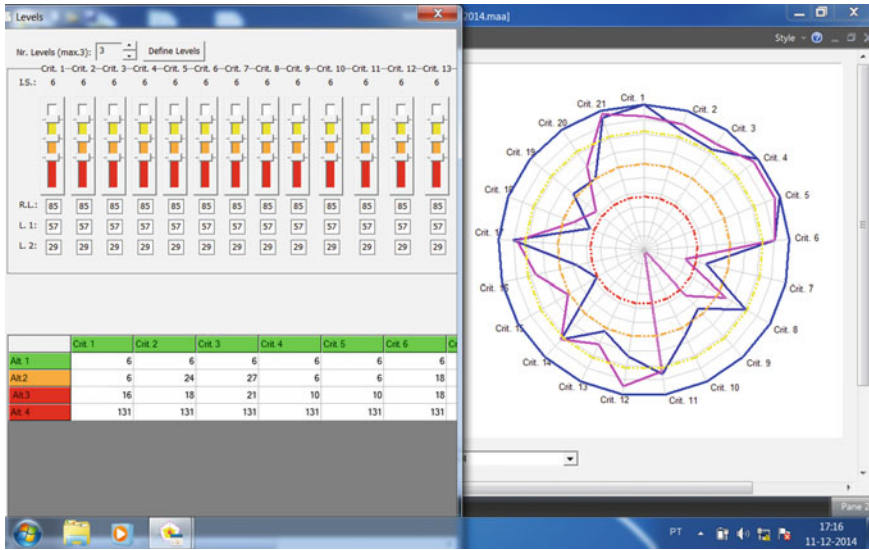 Levels
2014.maa]
Style
Nr. Levels (max.3): 3 Define Levels
Crit. 1 Crit. 2 Crit. 3 Crit. 4 Crit. 5 Crit. 6 Crit. 7 Crit. 8 Crit. 9 Crit. 10 Crit. 11 Crit. 12 Crit. 13
I.S.: 6 6 6 6 6 6 6 6 6 6 6 6 6
R.L.: 85 85 85 85 85 85 85 85 85 85 85 85 85
L. 1: 57 57 57 57 57 57 57 57 57 57 57 57 57
L. 2: 29 29 29 29 29 29 29 29 29 29 29 29 29
Crit. 1 Crit. 2 Crit. 3 Crit. 4 Crit. 5 Crit. 6
Alt. 1 6 6 6 6 6 6
Alt.2 6 24 27 6 6 18
Alt.3 16 18 21 10 10 18
Alt. 4 131 131 131 131 131 131
Crit. 1
Crit. 2
Crit. 3
Crit. 4
Crit. 5
Crit. 6
Crit. 7
Crit. 8
Crit. 9
Crit. 10
Crit. 11
Crit. 12
Crit. 13
Crit. 14
Crit. 15
Crit. 16
Crit. 17
Crit. 18
Crit. 19
Crit. 20
Crit. 21
Pane 2
PT
17:16
11-12-2014